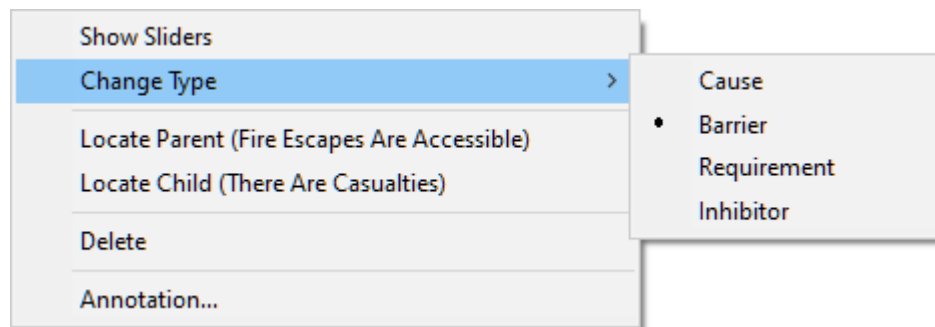 Show Sliders
Change Type
Cause
Barrier
Requirement
Inhibitor
Locate Parent (Fire Escapes Are Accessible)
Locate Child (There Are Casualties)
Delete
Annotation...